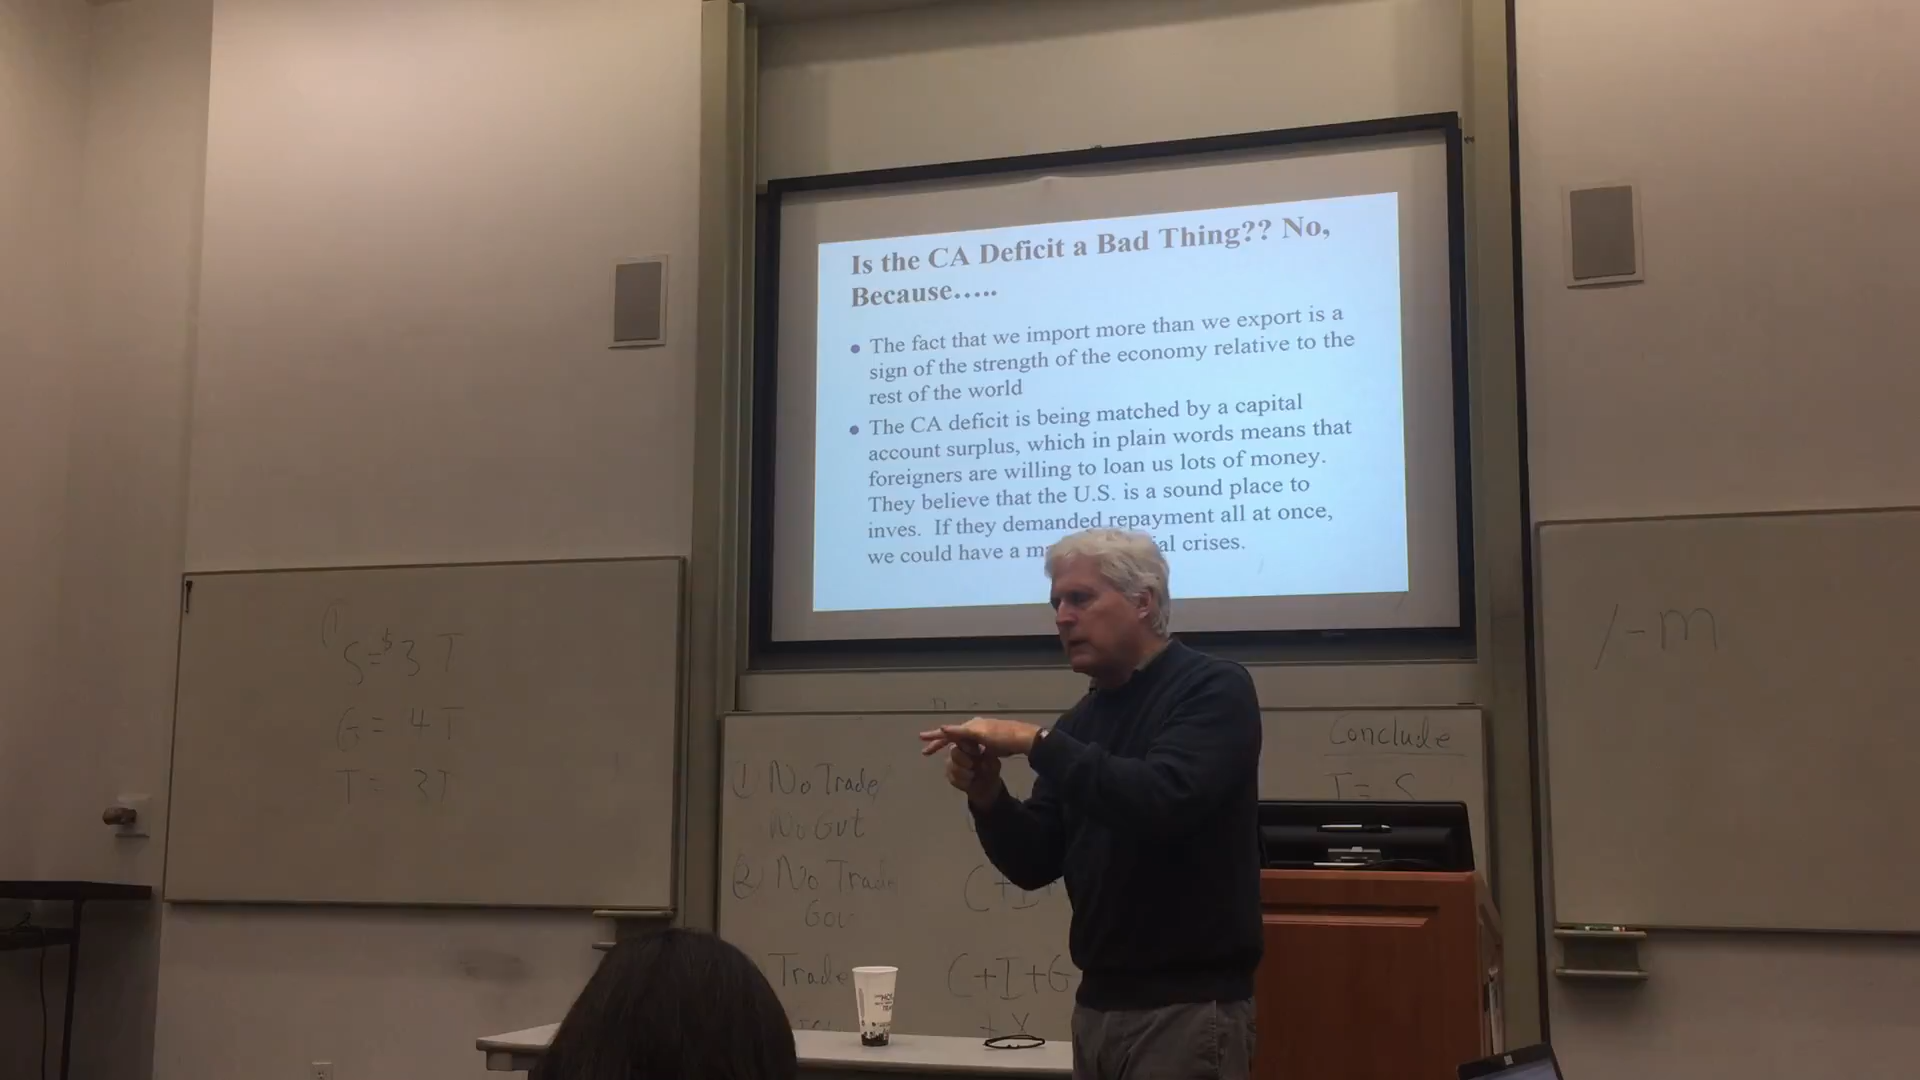 Is the CA Deficit a Bad Thing?? No,
Because.....
The fact that we import more than we export is a
sign of the strength of the economy relative to the
rest of the world
The CA deficit is being matched by a capital
account surplus, which in plain words means that
foreigners are willing to loan us lots of money.
They believe that the U.S. is a sound place to
inves. If they demanded repayment all at once,
we could have a crises.
S=$3 T
G= 4T
① No Trade
No Gvt
② No Trade
Gov
Trade
C+I+G
Conclude
I= S